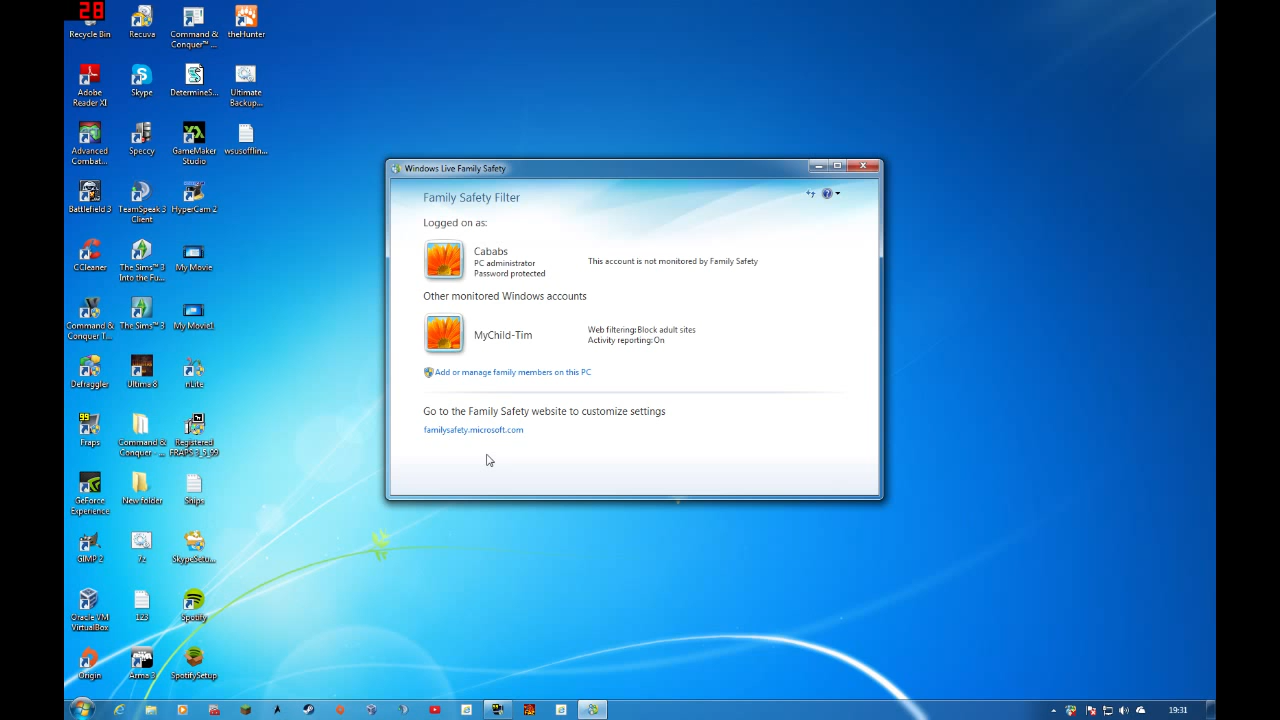 28
Recycle Bin
Recuva
Command &
Conquer™ ...
theHunter
Adobe
Reader XI
Skype
DetermineS...
Ultimate
Backup...
Advanced
Combat...
Speccy
GameMaker
Studio
wsusofflin...
Battlefield 3
TeamSpeak 3
Client
HyperCam 2
CCleaner
The Sims™ 3
Into the Fu...
My Movie
Command &
Conquer T...
The Sims™ 3
My Movie1
Defraggler
Ultima 8
nLite
99
Fraps
Command &
Conquer - ...
Registered
FRAPS 3_5_99
GeForce
Experience
New folder
Ships
GIMP 2
7z
SkypeSetu...
Oracle VM
VirtualBox
123
Spotify
Origin
Arma 3
SpotifySetup
Windows Live Family Safety
Family Safety Filter
Logged on as:
Cababs
PC administrator
Password protected
This account is not monitored by Family Safety
Other monitored Windows accounts
MyChild-Tim
Web filtering:Block adult sites
Activity reporting:On
Add or manage family members on this PC
Go to the Family Safety website to customize settings
familysafety.microsoft.com
19:31